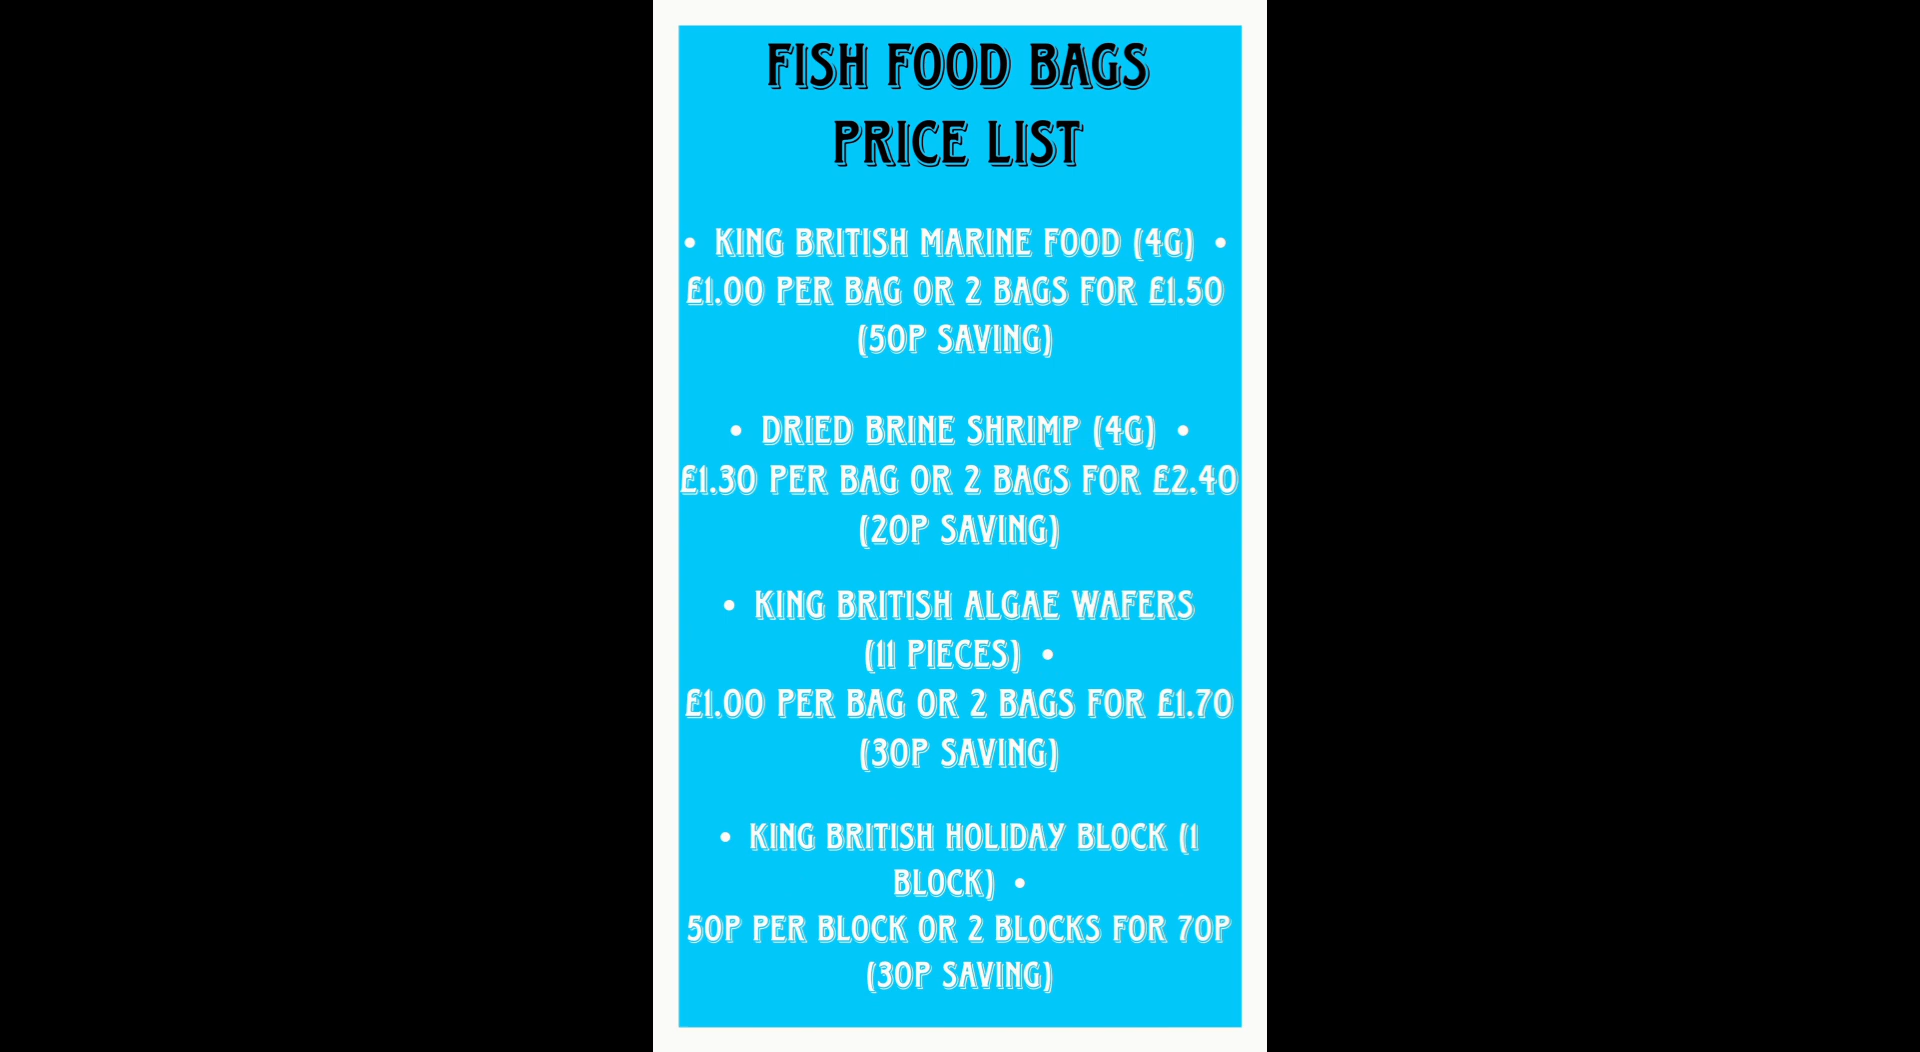 FISH FOOD BAGS
PRICE LIST
• KING BRITISH MARINE FOOD (4G) •
£1.00 PER BAG OR 2 BAGS FOR £1.50
(50P SAVING)
• DRIED BRINE SHRIMP (4G) •
£1.30 PER BAG OR 2 BAGS FOR £2.40
(20P SAVING)
• KING BRITISH ALGAE WAFERS
(11 PIECES) •
£1.00 PER BAG OR 2 BAGS FOR £1.70
(30P SAVING)
• KING BRITISH HOLIDAY BLOCK (1
BLOCK) •
50P PER BLOCK OR 2 BLOCKS FOR 70P
(30P SAVING)